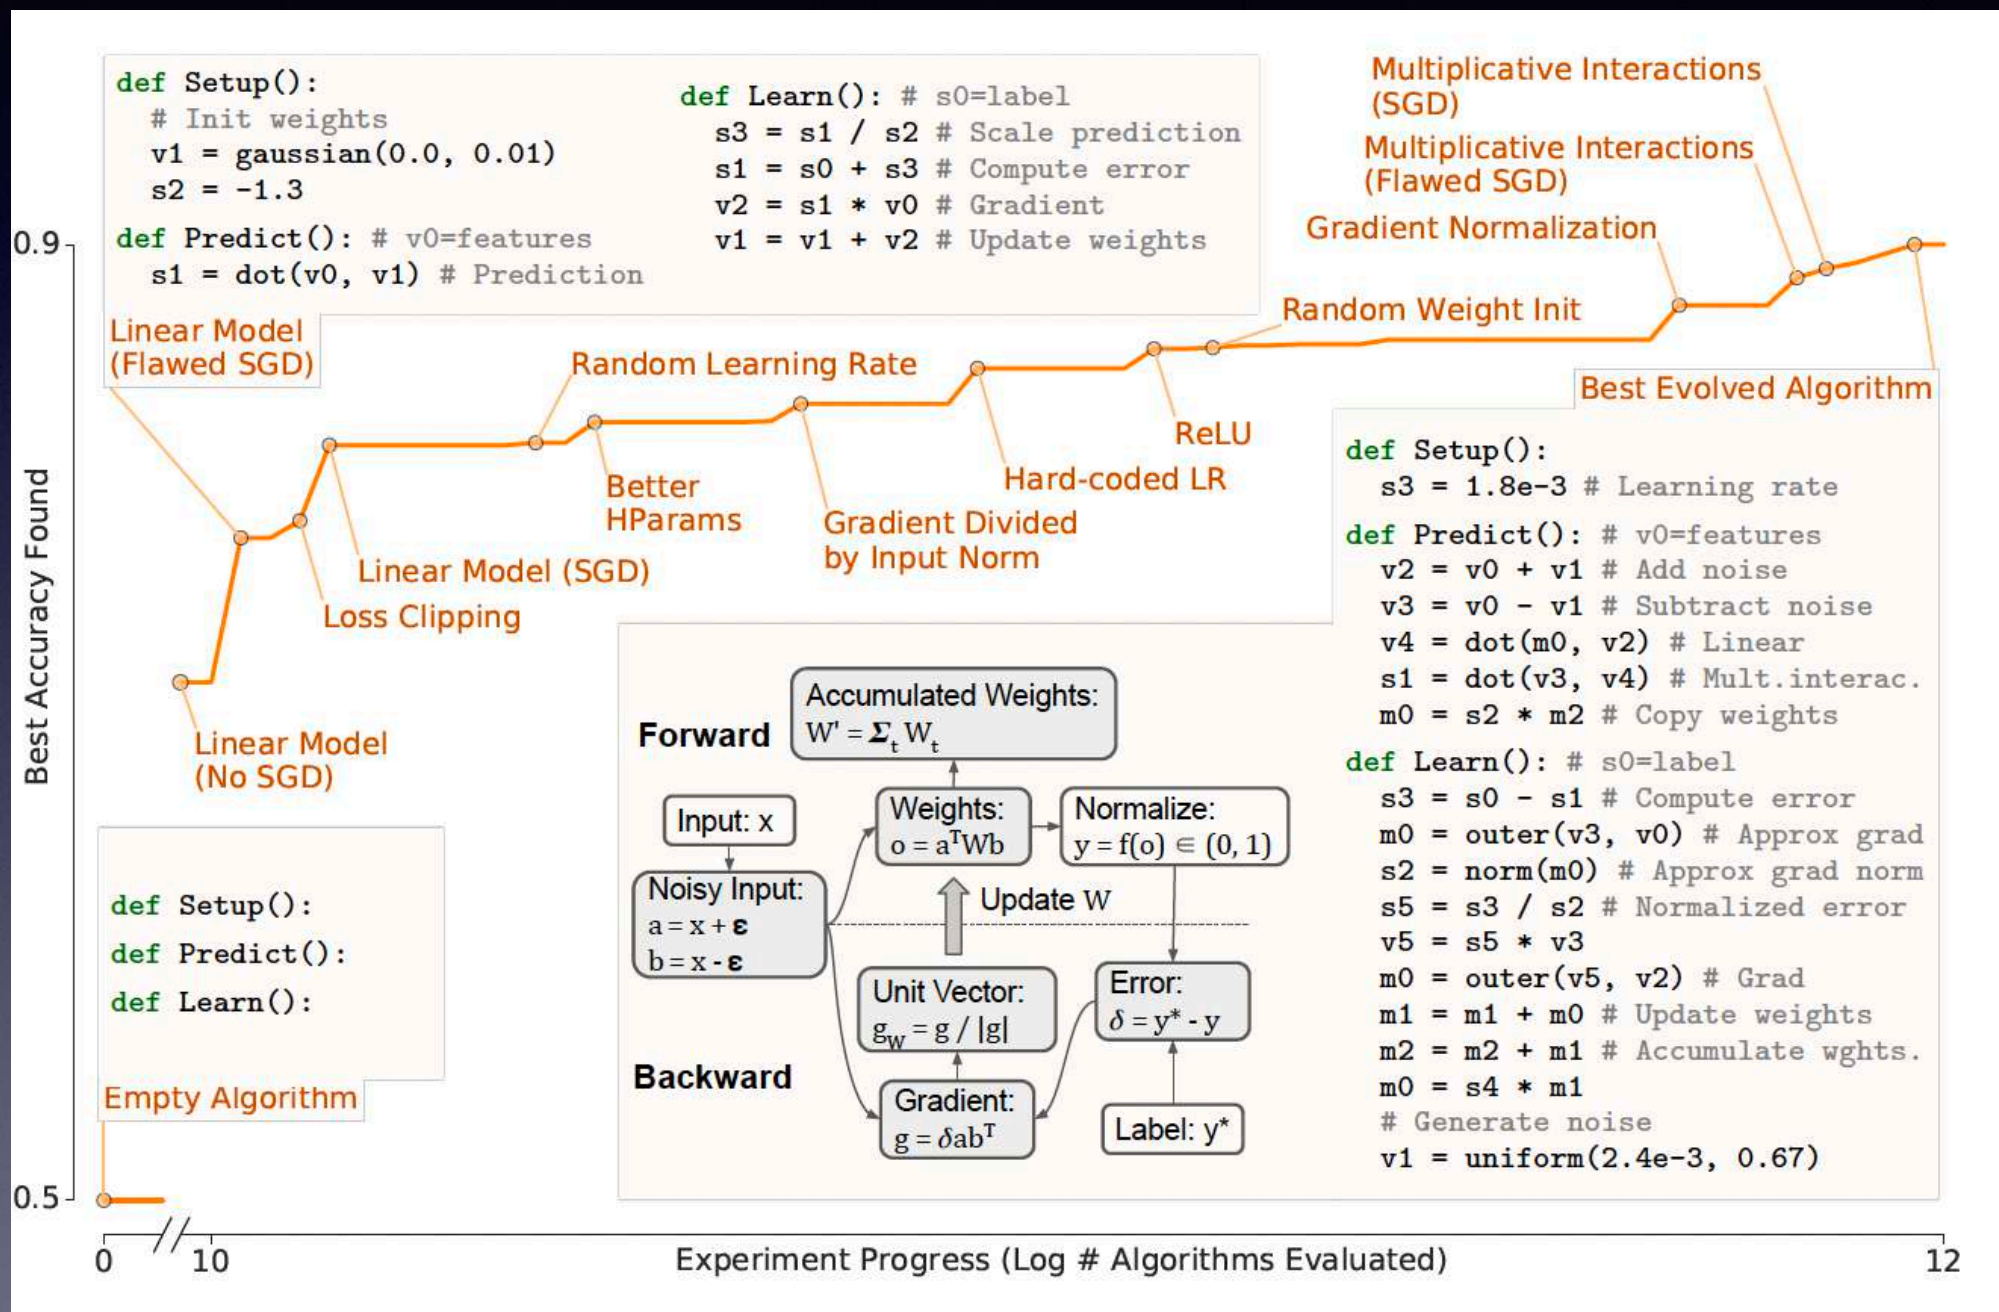 def Setup():
# Init weights
v1 = gaussian(0.0, 0.01)
s2 = -1.3
def Predict(): # v0=features
s1 = dot(v0, v1) # Prediction
def Learn(): # s0=label
s3 = s1 / s2 # Scale prediction
s1 = s0 + s3 # Compute error
v2 = s1 * v0 # Gradient
v1 = v1 + v2 # Update weights
Linear Model
(Flawed SGD)
Multiplicative Interactions
(SGD)
Multiplicative Interactions
(Flawed SGD)
Gradient Normalization
Random Weight Init
Random Learning Rate
Best Evolved Algorithm
ReLU
Hard-coded LR
Better
HParams
Gradient Divided
by Input Norm
Linear Model (SGD)
Loss Clipping
Linear Model
(No SGD)
0.9
Best Accuracy Found
0.5
def Setup():
def Predict():
def Learn():
Empty Algorithm
Forward
Accumulated Weights:
W' = Σt Wt
Input: x
Weights:
o = aᵀWb
Normalize:
y = f(o) ∈ (0, 1)
Noisy Input:
a = x + ε
b = x - ε
Update W
Unit Vector:
gw = g / |g|
Error:
δ = y* - y
Backward
Gradient:
g = δabᵀ
Label: y*
def Setup():
s3 = 1.8e-3 # Learning rate
def Predict(): # v0=features
v2 = v0 + v1 # Add noise
v3 = v0 - v1 # Subtract noise
v4 = dot(m0, v2) # Linear
s1 = dot(v3, v4) # Mult.interac.
m0 = s2 * m2 # Copy weights
def Learn(): # s0=label
s3 = s0 - s1 # Compute error
m0 = outer(v3, v0) # Approx grad
s2 = norm(m0) # Approx grad norm
s5 = s3 / s2 # Normalized error
v5 = s5 * v3
m0 = outer(v5, v2) # Grad
m1 = m1 + m0 # Update weights
m2 = m2 + m1 # Accumulate wghts.
m0 = s4 * m1
# Generate noise
v1 = uniform(2.4e-3, 0.67)
0
10
Experiment Progress (Log # Algorithms Evaluated)
12